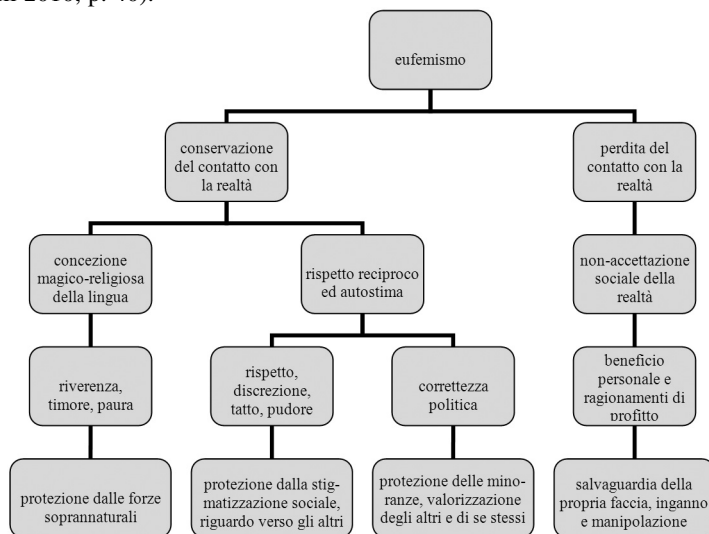 2010, p. 40).
eufemismo
conservazione
del contatto con
la realtà
perdita del
contatto con la
realtà
concezione
magico-religiosa
della lingua
rispetto reciproco
ed autostima
non-accettazione
sociale della
realtà
riverenza,
timore, paura
rispetto,
discrezione,
tatto, pudore
correttezza
politica
beneficio
personale e
ragionamenti di
profitto
protezione dalle forze
soprannaturali
protezione dalla stig-
matizzazione sociale,
riguardo verso gli altri
protezione delle mino-
ranze, valorizzazione
degli altri e di se stessi
salvaguardia della
propria faccia, inganno
e manipolazione